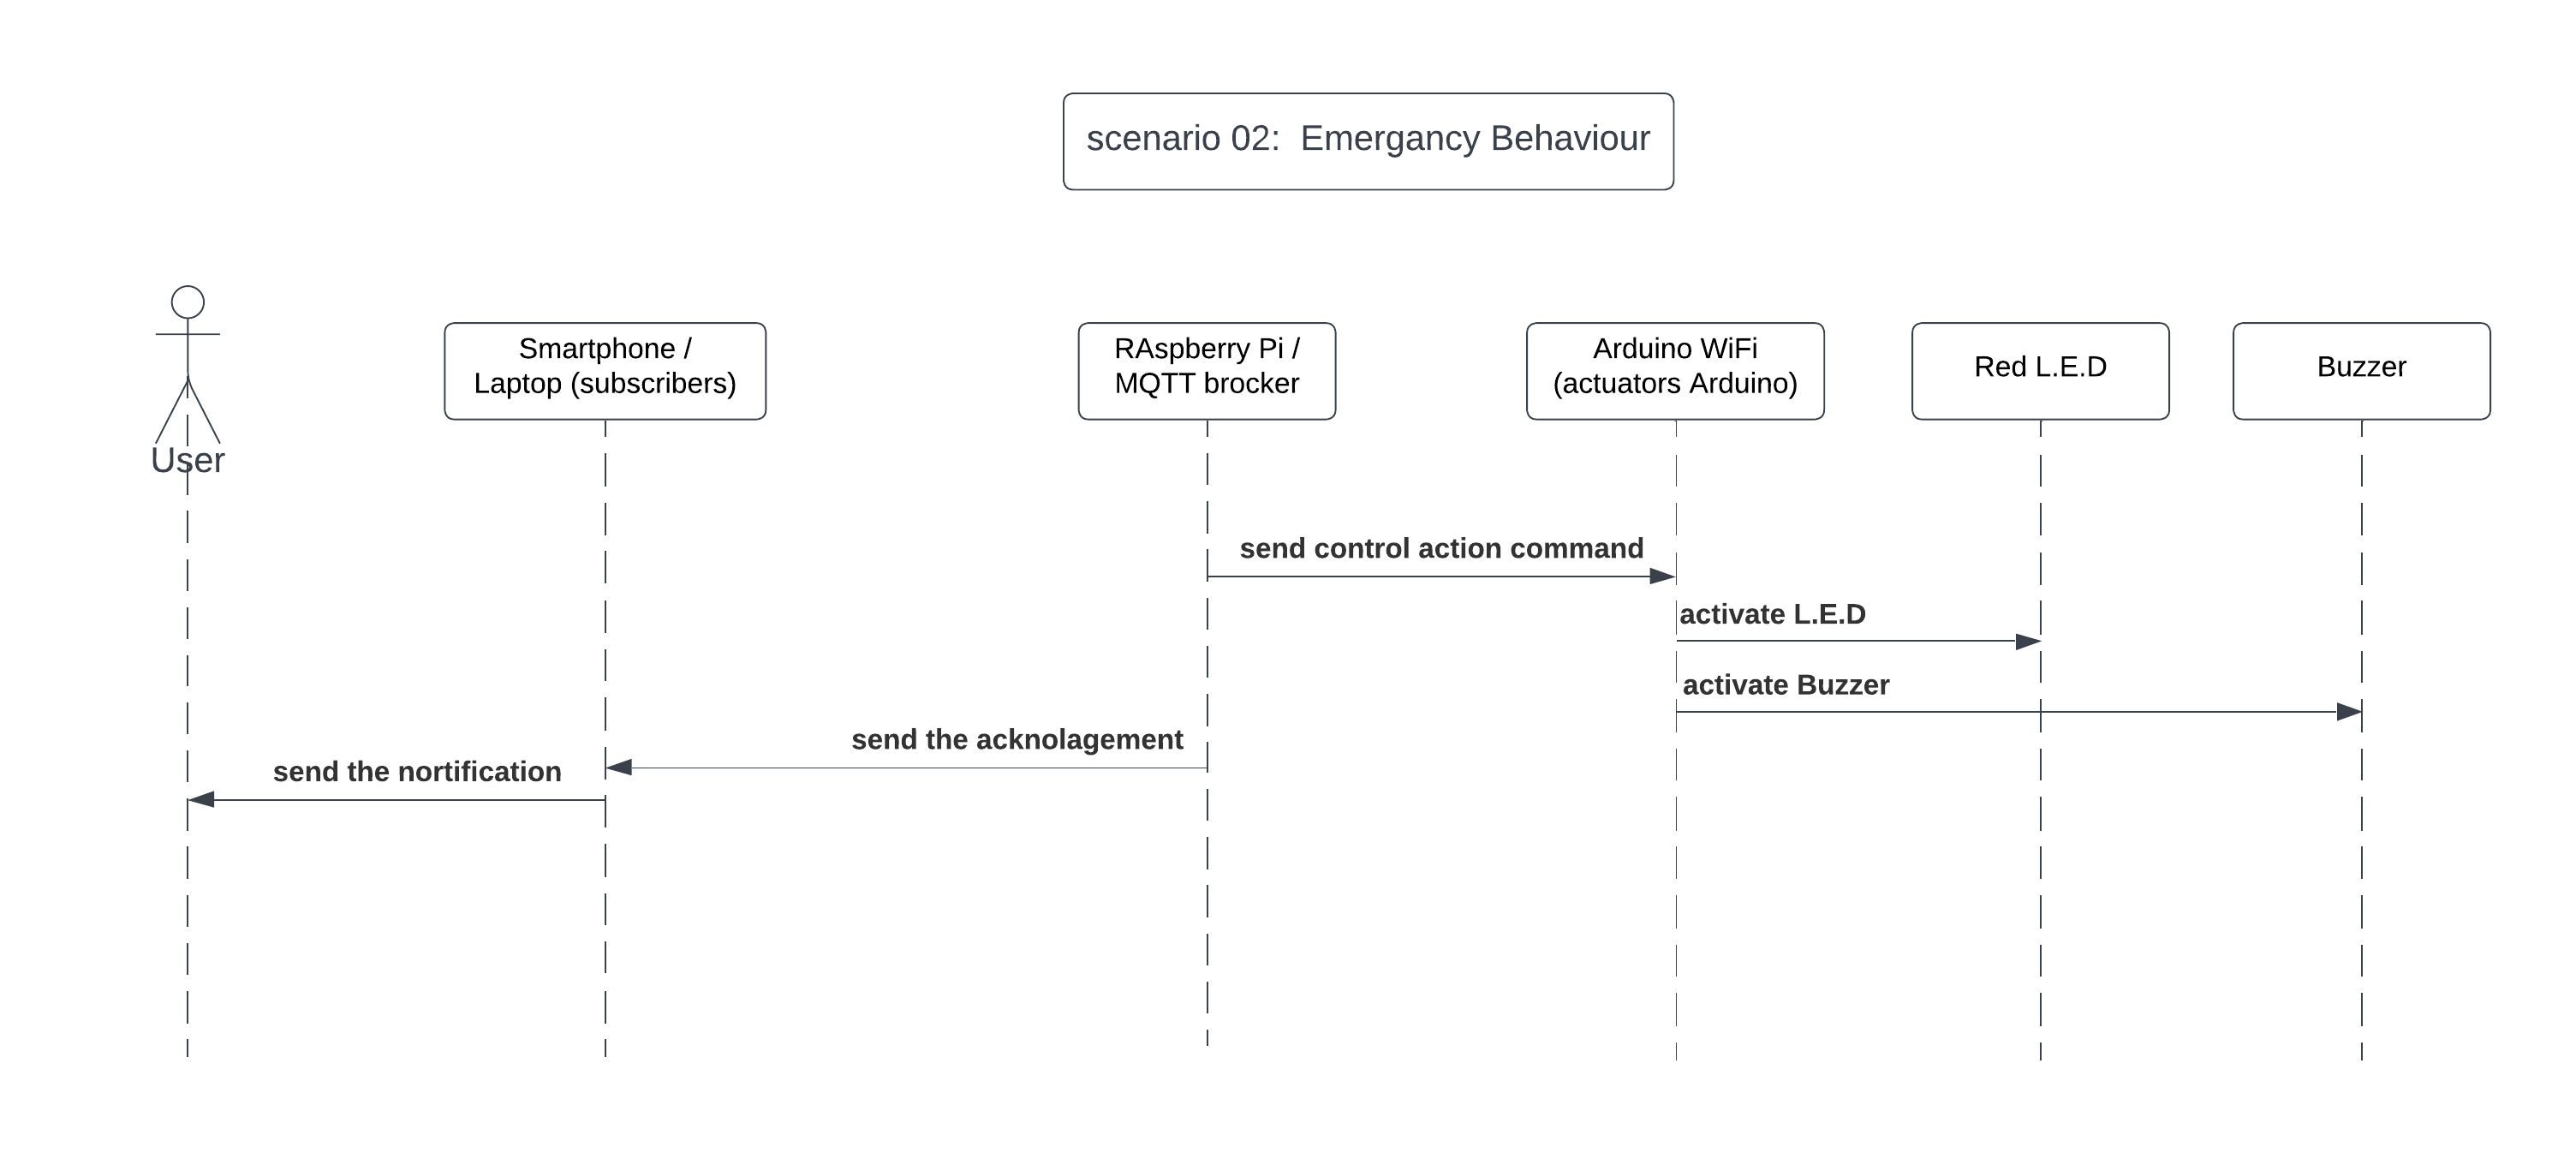 scenario 02:  Emergancy Behaviour
Smartphone /
Laptop (subscribers)
RAspberry Pi /
MQTT brocker
Arduino WiFi
(actuators Arduino)
Red L.E.D
Buzzer
User
send control action command
activate L.E.D
activate Buzzer
send the acknolagement
send the nortification